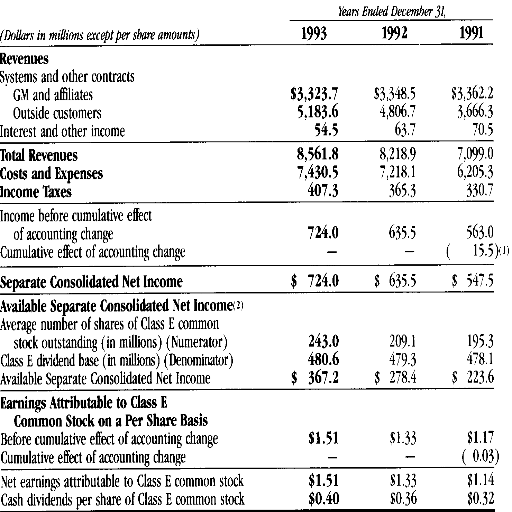 Years Ended December 31,
(Dollars in millions except per share amounts) 1993 1992 1991
Revenues
Systems and other contracts
GM and affiliates $3,323.7 $3,348.5 $3,362.2
Outside customers 5,183.6 4,806.7 3,666.3
Interest and other income 54.5 63.7 70.5
Total Revenues 8,561.8 8,218.9 7,099.0
Costs and Expenses 7,430.5 7,218.1 6,205.3
Income Taxes 407.3 365.3 330.7
Income before cumulative effect
of accounting change 724.0 635.5 563.0
Cumulative effect of accounting change — — ( 15.5)(1)
Separate Consolidated Net Income $ 724.0 $ 635.5 $ 547.5
Available Separate Consolidated Net Income(2)
Average number of shares of Class E common
stock outstanding (in millions) (Numerator) 243.0 209.1 195.3
Class E dividend base (in millions) (Denominator) 480.6 479.3 478.1
Available Separate Consolidated Net Income $ 367.2 $ 278.4 $ 223.6
Earnings Attributable to Class E
Common Stock on a Per Share Basis
Before cumulative effect of accounting change $1.51 $1.33 $1.17
Cumulative effect of accounting change — — ( 0.03)
Net earnings attributable to Class E common stock $1.51 $1.33 $1.14
Cash dividends per share of Class E common stock $0.40 $0.36 $0.32